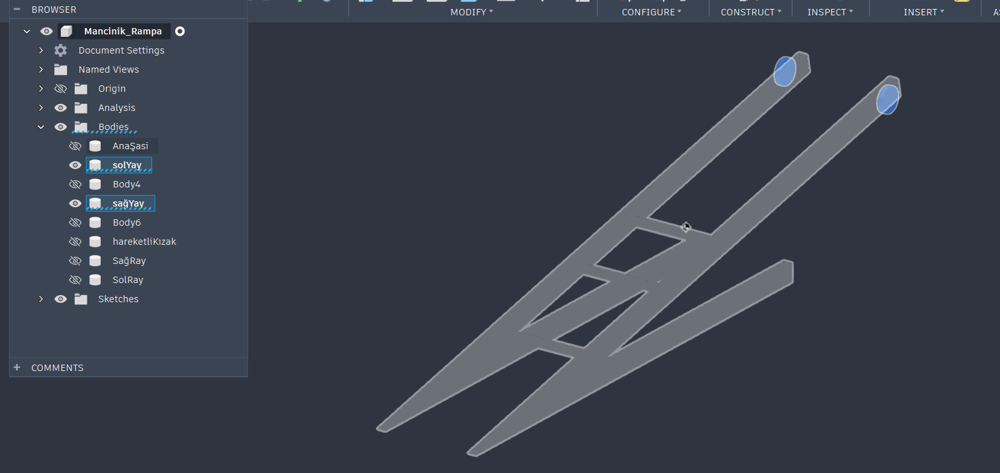 BROWSER
MODIFY
CONFIGURE
CONSTRUCT
INSPECT
INSERT
Mancinik_Rampa
Document Settings
Named Views
Origin
Analysis
Bodies
AnaŞasi
solYay
Body4
sağYay
Body6
hareketliKızak
SağRay
SolRay
Sketches
COMMENTS